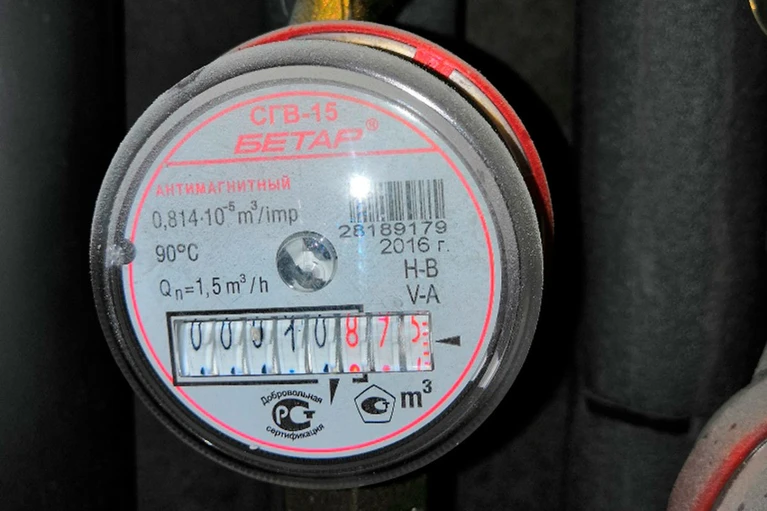 СГВ-15
БЕТАР®
АНТИМАГНИТНЫЙ
0,814·10⁻⁵ m³/imp
28189179
90°C
2016 г.
H-B
Qn=1,5 m³/h
V-A
00010875
m³
Добровольная
РСТ
сертификация